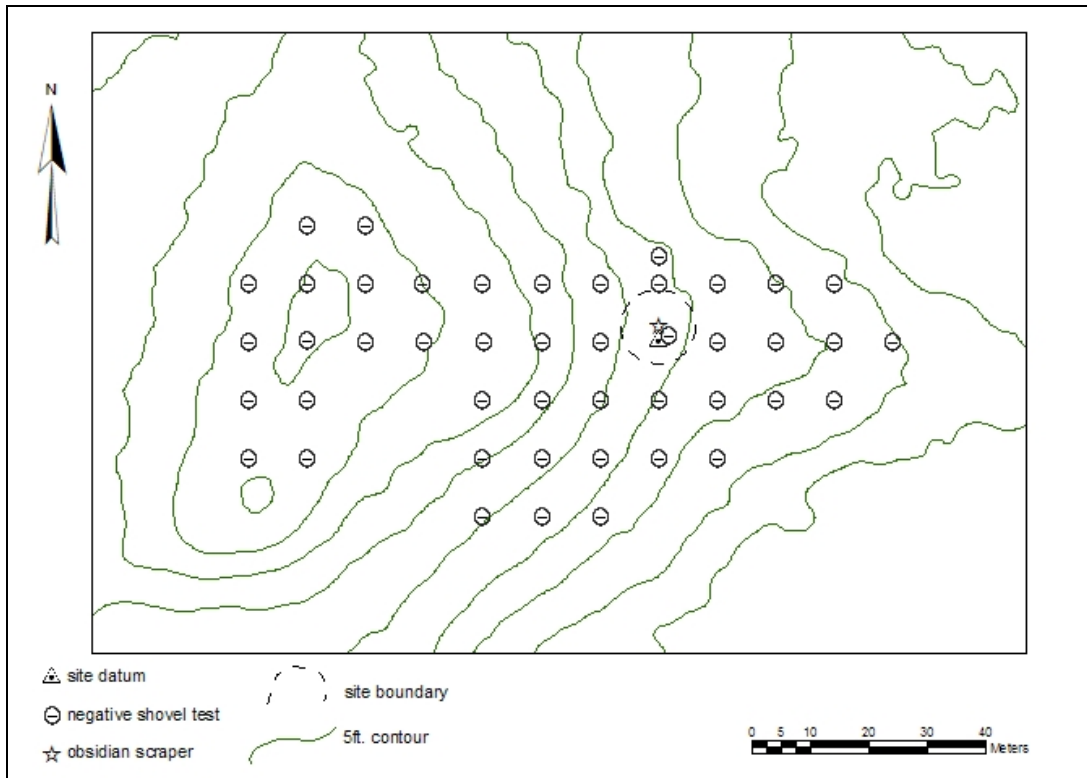 N
site datum
negative shovel test
obsidian scraper
site boundary
5ft. contour
0 5 10 20 30 40
Meters